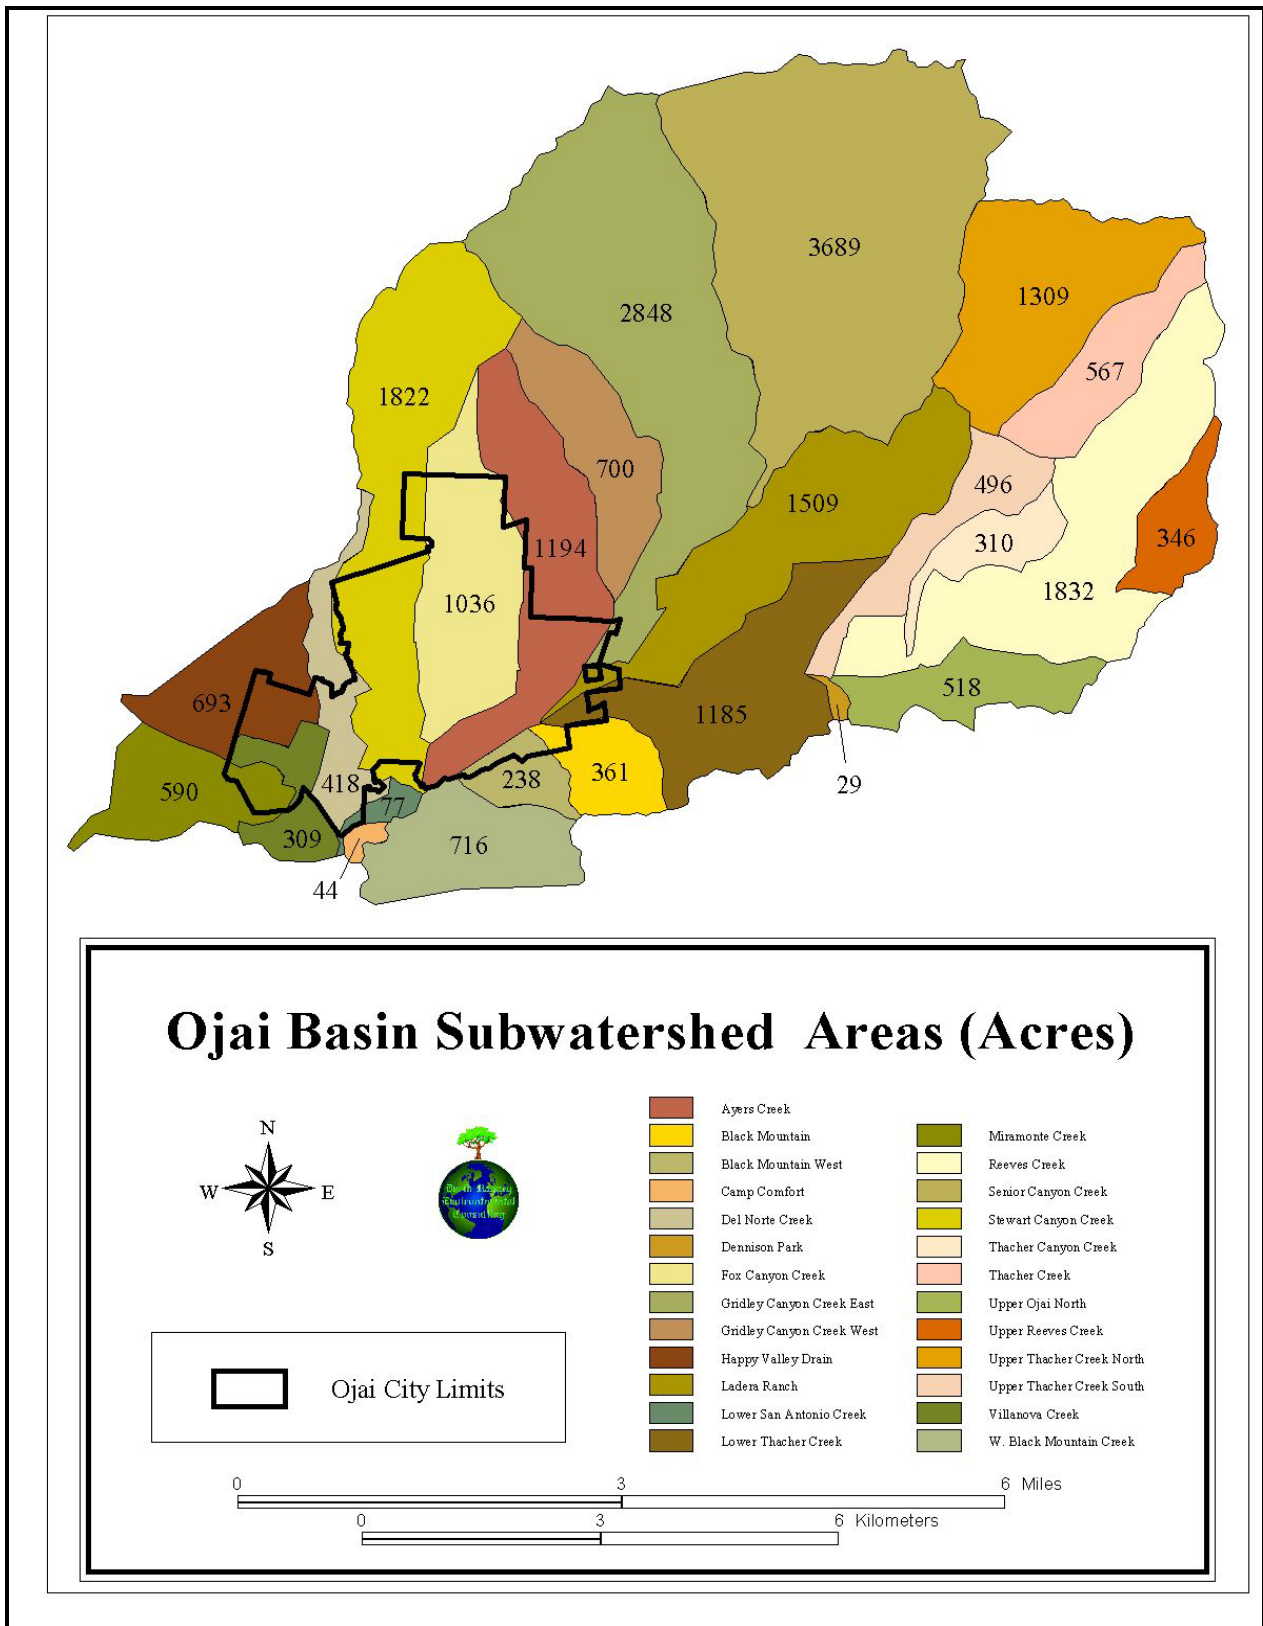 3689
1309
2848
567
1822
700
496
1509
310
346
1194
1832
1036
518
693
1185
361
238
418
29
590
77
309
716
44
Ojai Basin Subwatershed Areas (Acres)
N
W E
S
Ojai City Limits
Ayers Creek
Black Mountain
Black Mountain West
Camp Comfort
Del Norte Creek
Dennison Park
Fox Canyon Creek
Gridley Canyon Creek East
Gridley Canyon Creek West
Happy Valley Drain
Ladera Ranch
Lower San Antonio Creek
Lower Thacher Creek
Miramonte Creek
Reeves Creek
Senior Canyon Creek
Stewart Canyon Creek
Thacher Canyon Creek
Thacher Creek
Upper Ojai North
Upper Reeves Creek
Upper Thacher Creek North
Upper Thacher Creek South
Villanova Creek
W. Black Mountain Creek
0 3 6 Miles
0 3 6 Kilometers